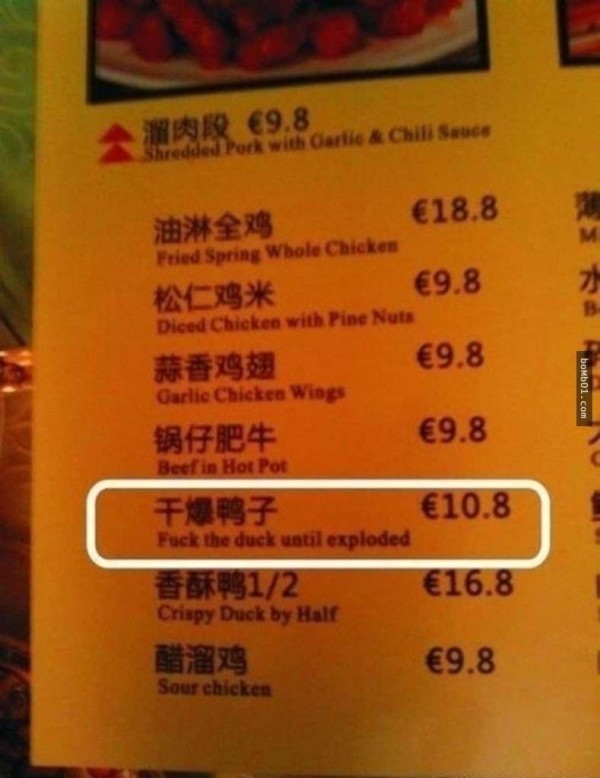 溜肉段 €9.8
Shredded Pork with Garlic & Chili Sauce
油淋全鸡 €18.8
Fried Spring Whole Chicken
松仁鸡米 €9.8
Diced Chicken with Pine Nuts
蒜香鸡翅 €9.8
Garlic Chicken Wings
锅仔肥牛 €9.8
Beef in Hot Pot
干爆鸭子 €10.8
Fuck the duck until exploded
香酥鸭1/2 €16.8
Crispy Duck by Half
醋溜鸡 €9.8
Sour chicken
薄
M
水
B
boMb01.com